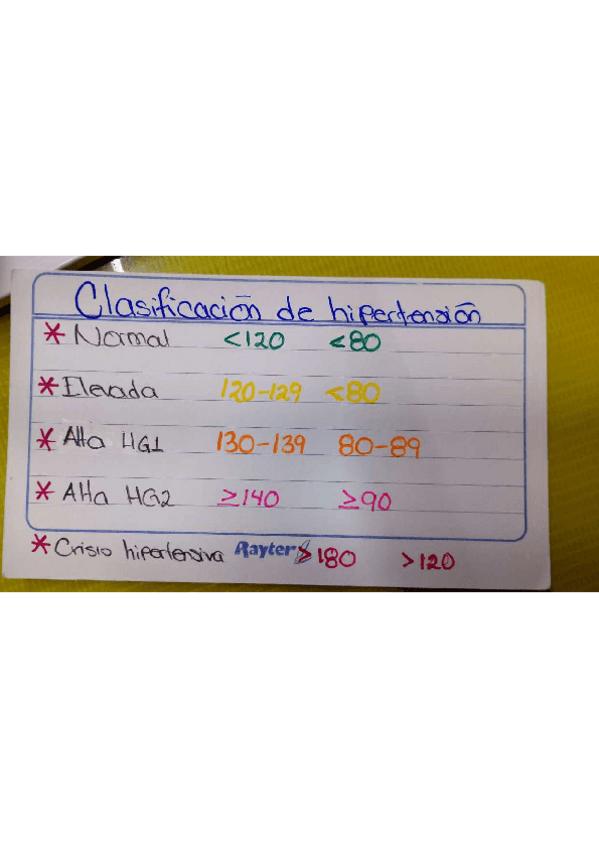 Clasificación de hipertensión
* Normal <120 <80
* Elevada 120-129 <80
* Alta HG1 130-139 80-89
* Alta HG2 ≥140 ≥90
* Crisis hipertensiva Rayter >180 >120